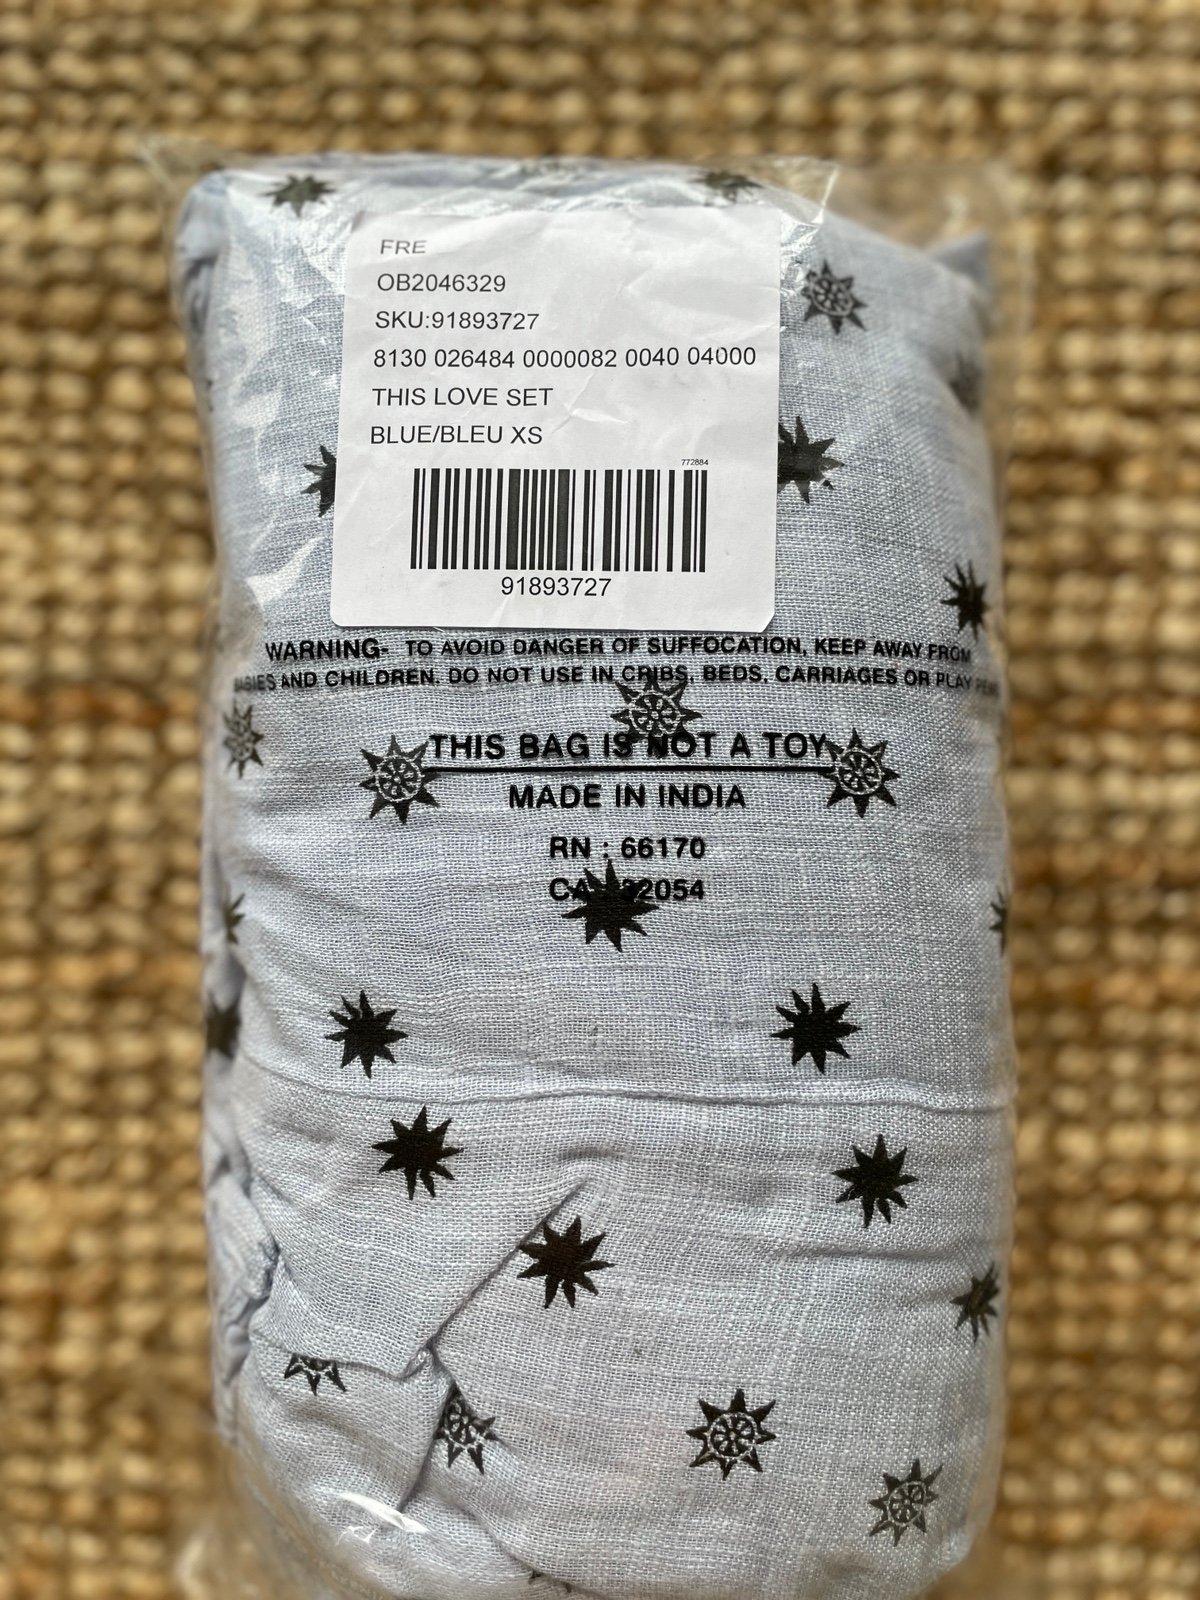 FRE
OB2046329
SKU:91893727
8130 026484 0000082 0040 04000
THIS LOVE SET
BLUE/BLEU XS
772884
91893727
WARNING- TO AVOID DANGER OF SUFFOCATION, KEEP AWAY FROM
BABIES AND CHILDREN. DO NOT USE IN CRIBS, BEDS, CARRIAGES OR PLAY PENS
THIS BAG IS NOT A TOY
MADE IN INDIA
RN : 66170